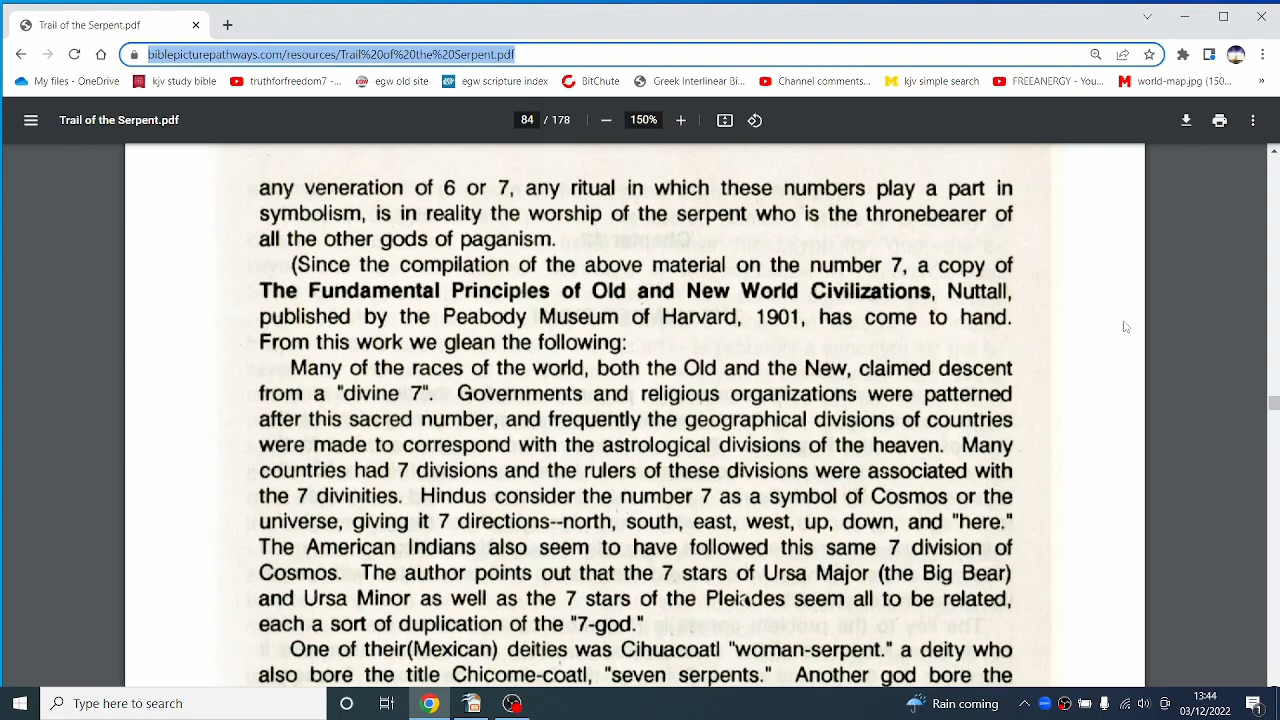 Trail of the Serpent.pdf
biblepicturepathways.com/resources/Trail%20of%20the%20Serpent.pdf
My files - OneDrive
kjv study bible
truthforfreedom7 -...
egw old site
egw scripture index
BitChute
Greek Interlinear Bi...
Channel comments...
kjv simple search
FREEANERGY - You...
world-map.jpg (150...
Trail of the Serpent.pdf
84 / 178
150%
any veneration of 6 or 7, any ritual in which these numbers play a part in
symbolism, is in reality the worship of the serpent who is the thronebearer of
all the other gods of paganism.
(Since the compilation of the above material on the number 7, a copy of
The Fundamental Principles of Old and New World Civilizations, Nuttall,
published by the Peabody Museum of Harvard, 1901, has come to hand.
From this work we glean the following:
Many of the races of the world, both the Old and the New, claimed descent
from a "divine 7". Governments and religious organizations were patterned
after this sacred number, and frequently the geographical divisions of countries
were made to correspond with the astrological divisions of the heaven. Many
countries had 7 divisions and the rulers of these divisions were associated with
the 7 divinities. Hindus consider the number 7 as a symbol of Cosmos or the
universe, giving it 7 directions--north, south, east, west, up, down, and "here."
The American Indians also seem to have followed this same 7 division of
Cosmos. The author points out that the 7 stars of Ursa Major (the Big Bear)
and Ursa Minor as well as the 7 stars of the Pleiades seem all to be related,
each a sort of duplication of the "7-god."
One of their(Mexican) deities was Cihuacoatl "woman-serpent." a deity who
also bore the title Chicome-coatl, "seven serpents." Another god bore the
Type here to search
Rain coming
13:44
03/12/2022